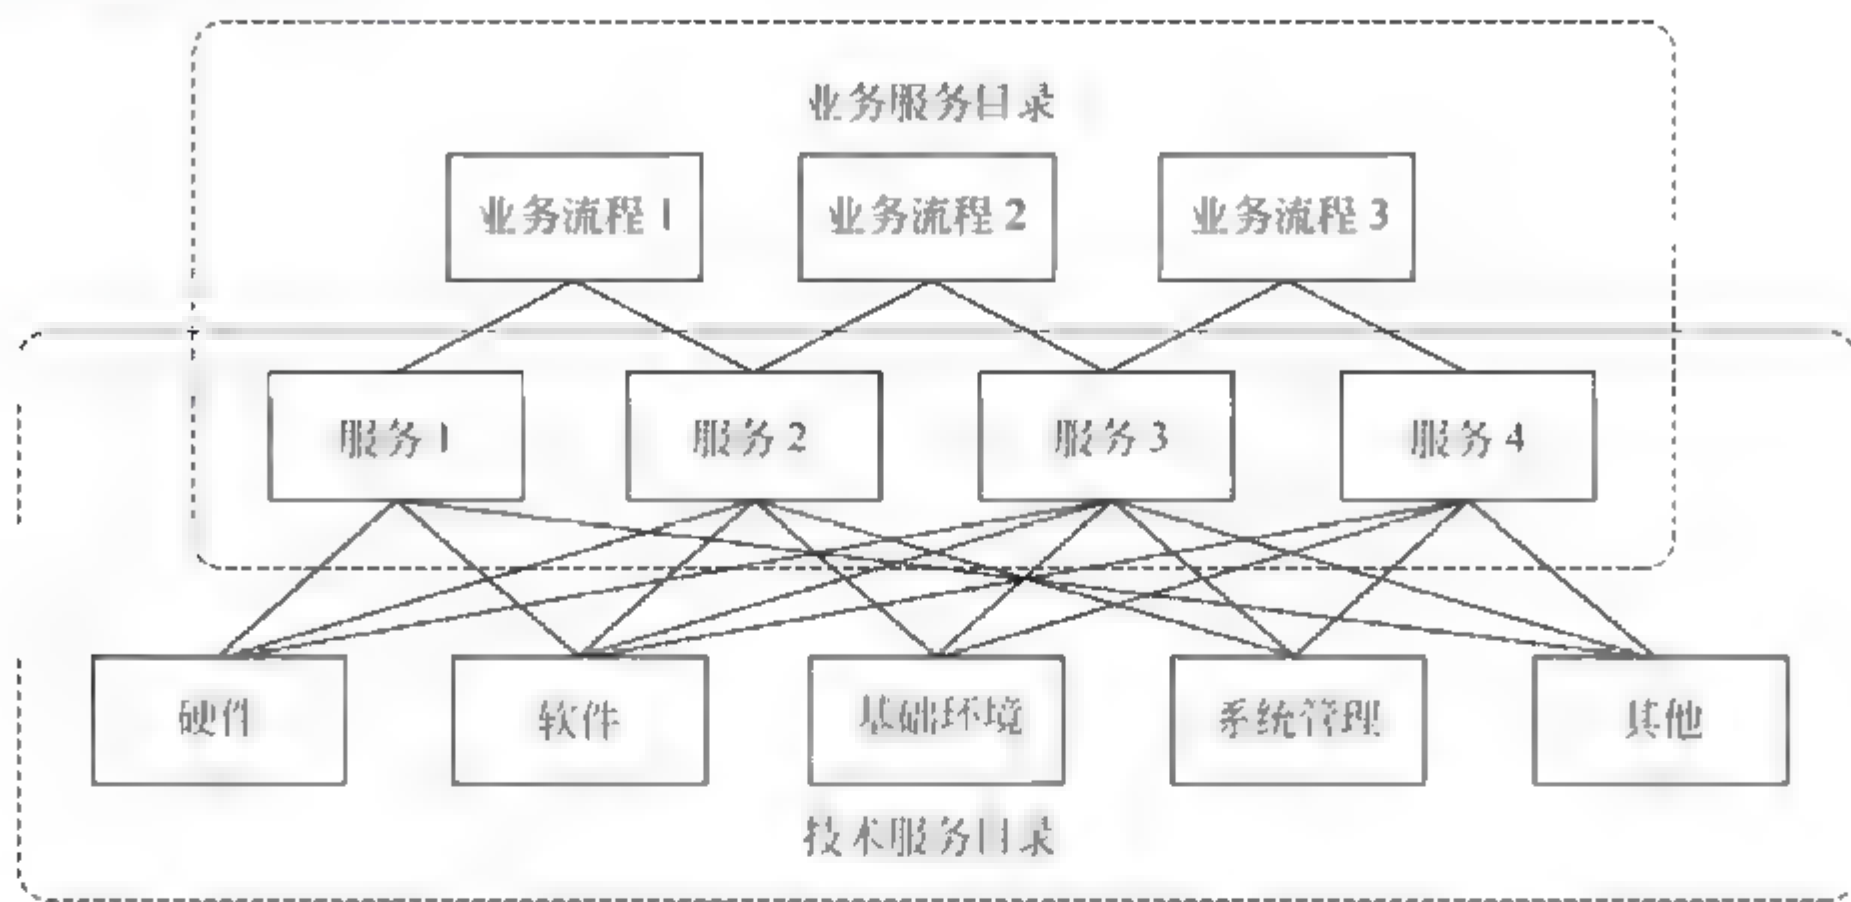 业务服务目录
业务流程 1
业务流程 2
业务流程 3
服务 1
服务 2
服务 3
服务 4
硬件
软件
基础环境
系统管理
其他
技术服务目录